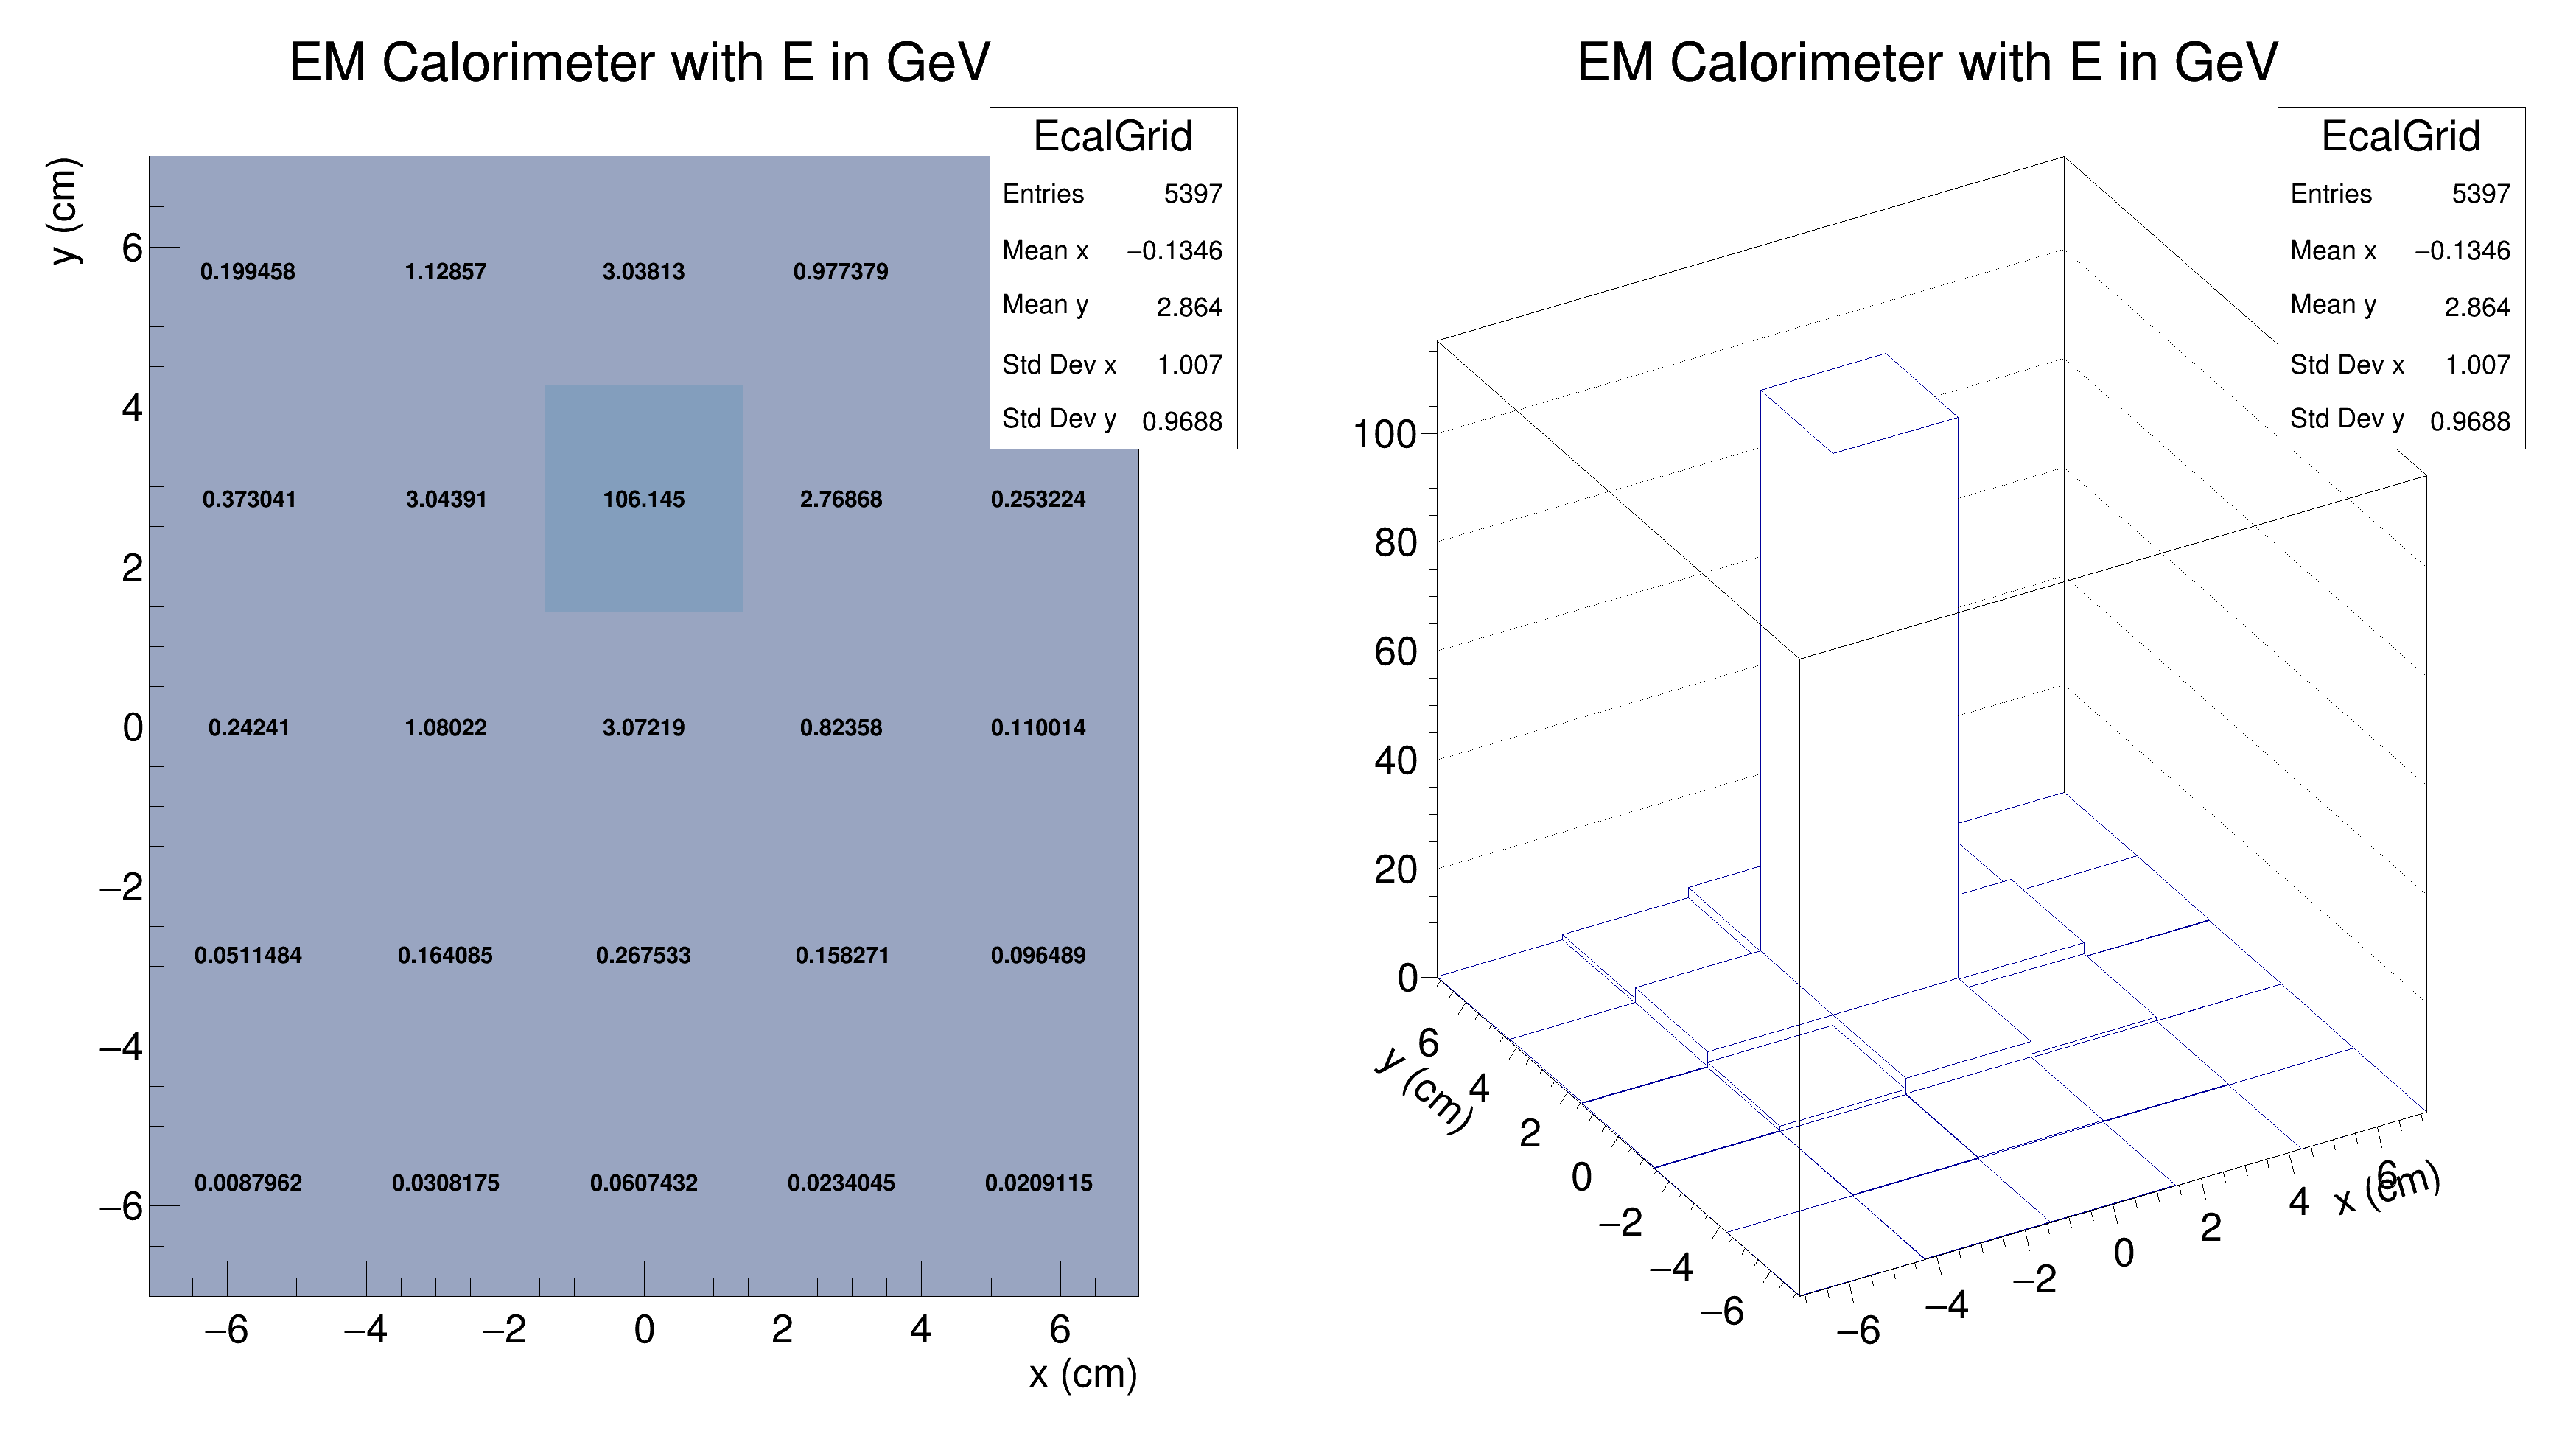 EM Calorimeter with E in GeV
EcalGrid
Entries 5397
Mean x −0.1346
Mean y 2.864
Std Dev x 1.007
Std Dev y 0.9688
y (cm)
6
4
2
0
−2
−4
−6
0.199458 1.12857 3.03813 0.977379
0.373041 3.04391 106.145 2.76868 0.253224
0.24241 1.08022 3.07219 0.82358 0.110014
0.0511484 0.164085 0.267533 0.158271 0.096489
0.0087962 0.0308175 0.0607432 0.0234045 0.0209115
−6 −4 −2 0 2 4 6
x (cm)
EM Calorimeter with E in GeV
EcalGrid
Entries 5397
Mean x −0.1346
Mean y 2.864
Std Dev x 1.007
Std Dev y 0.9688
100
80
60
40
20
0
y (cm)
6
4
2
0
−2
−4
−6
−6 −4 −2 0 2 4 6
x (cm)